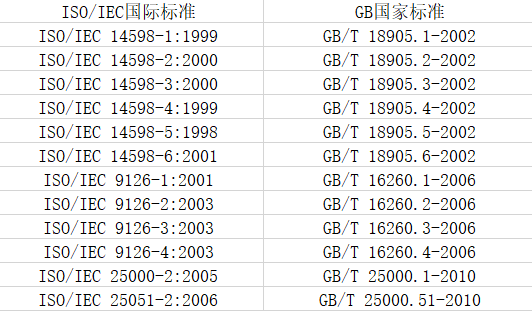 ISO/IEC国际标准 GB国家标准
ISO/IEC 14598-1:1999 GB/T 18905.1-2002
ISO/IEC 14598-2:2000 GB/T 18905.2-2002
ISO/IEC 14598-3:2000 GB/T 18905.3-2002
ISO/IEC 14598-4:1999 GB/T 18905.4-2002
ISO/IEC 14598-5:1998 GB/T 18905.5-2002
ISO/IEC 14598-6:2001 GB/T 18905.6-2002
ISO/IEC 9126-1:2001 GB/T 16260.1-2006
ISO/IEC 9126-2:2003 GB/T 16260.2-2006
ISO/IEC 9126-3:2003 GB/T 16260.3-2006
ISO/IEC 9126-4:2003 GB/T 16260.4-2006
ISO/IEC 25000-2:2005 GB/T 25000.1-2010
ISO/IEC 25051-2:2006 GB/T 25000.51-2010